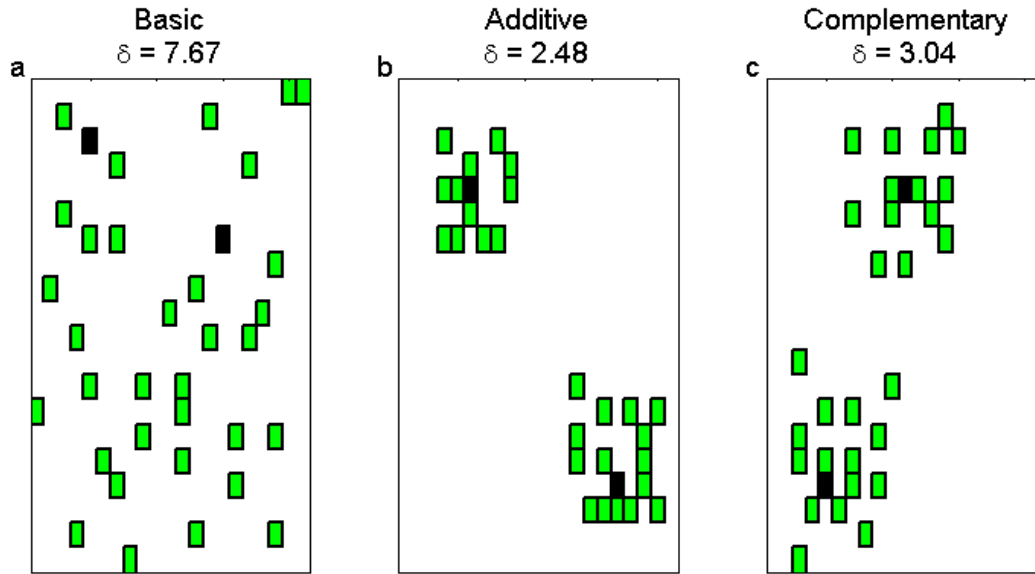 Basic
δ = 7.67
a
Additive
δ = 2.48
b
Complementary
δ = 3.04
c